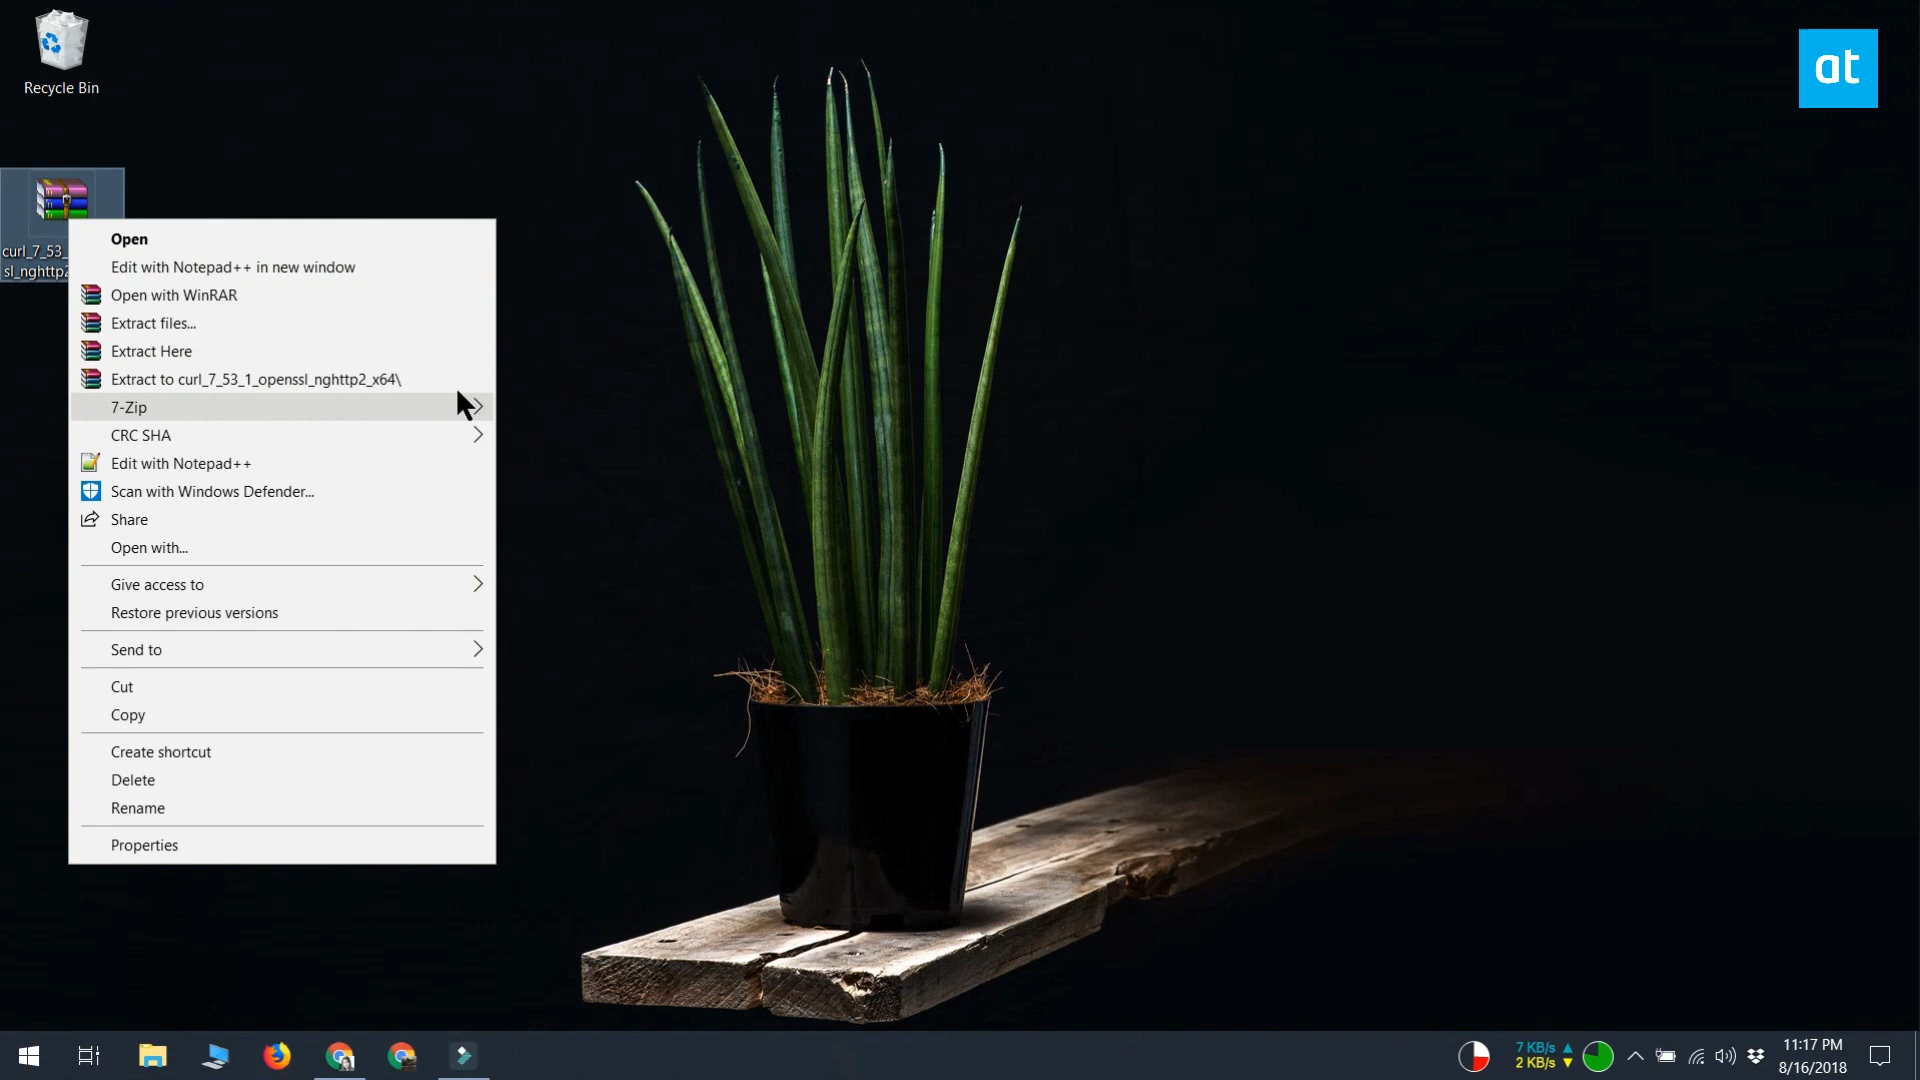 Recycle Bin
at
curl_7_53_
sl_nghttp2
Open
Edit with Notepad++ in new window
Open with WinRAR
Extract files...
Extract Here
Extract to curl_7_53_1_openssl_nghttp2_x64\
7-Zip
CRC SHA
Edit with Notepad++
Scan with Windows Defender...
Share
Open with...
Give access to
Restore previous versions
Send to
Cut
Copy
Create shortcut
Delete
Rename
Properties
7 KB/s
2 KB/s
11:17 PM
8/16/2018